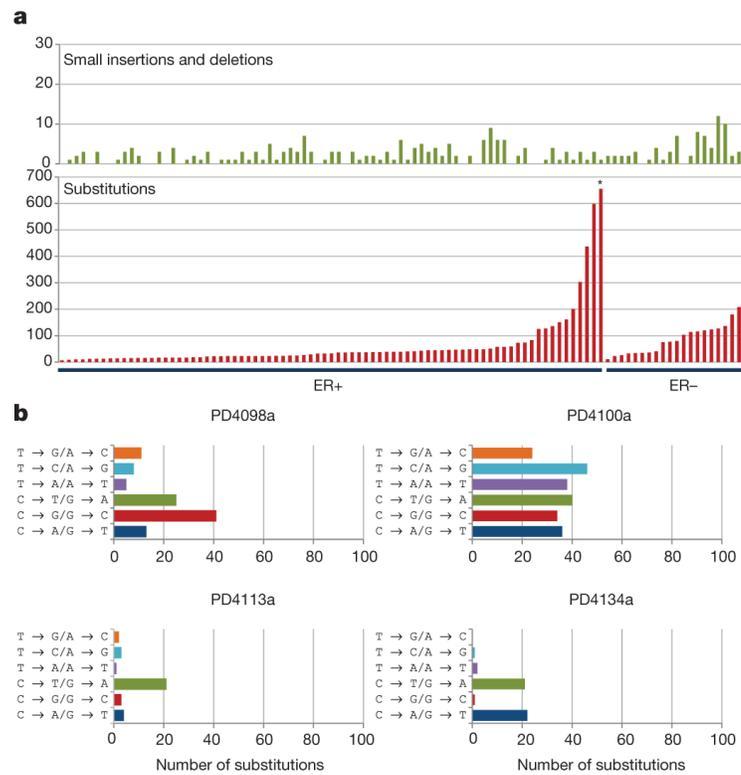 a
30
Small insertions and deletions
20
10
0
700
Substitutions
*
600
500
400
300
200
100
0
ER+ ER–
b
PD4098a PD4100a
T → G/A → C T → G/A → C
T → C/A → G T → C/A → G
T → A/A → T T → A/A → T
C → T/G → A C → T/G → A
C → G/G → C C → G/G → C
C → A/G → T C → A/G → T
0 20 40 60 80 100 0 20 40 60 80 100
PD4113a PD4134a
T → G/A → C T → G/A → C
T → C/A → G T → C/A → G
T → A/A → T T → A/A → T
C → T/G → A C → T/G → A
C → G/G → C C → G/G → C
C → A/G → T C → A/G → T
0 20 40 60 80 100 0 20 40 60 80 100
Number of substitutions Number of substitutions